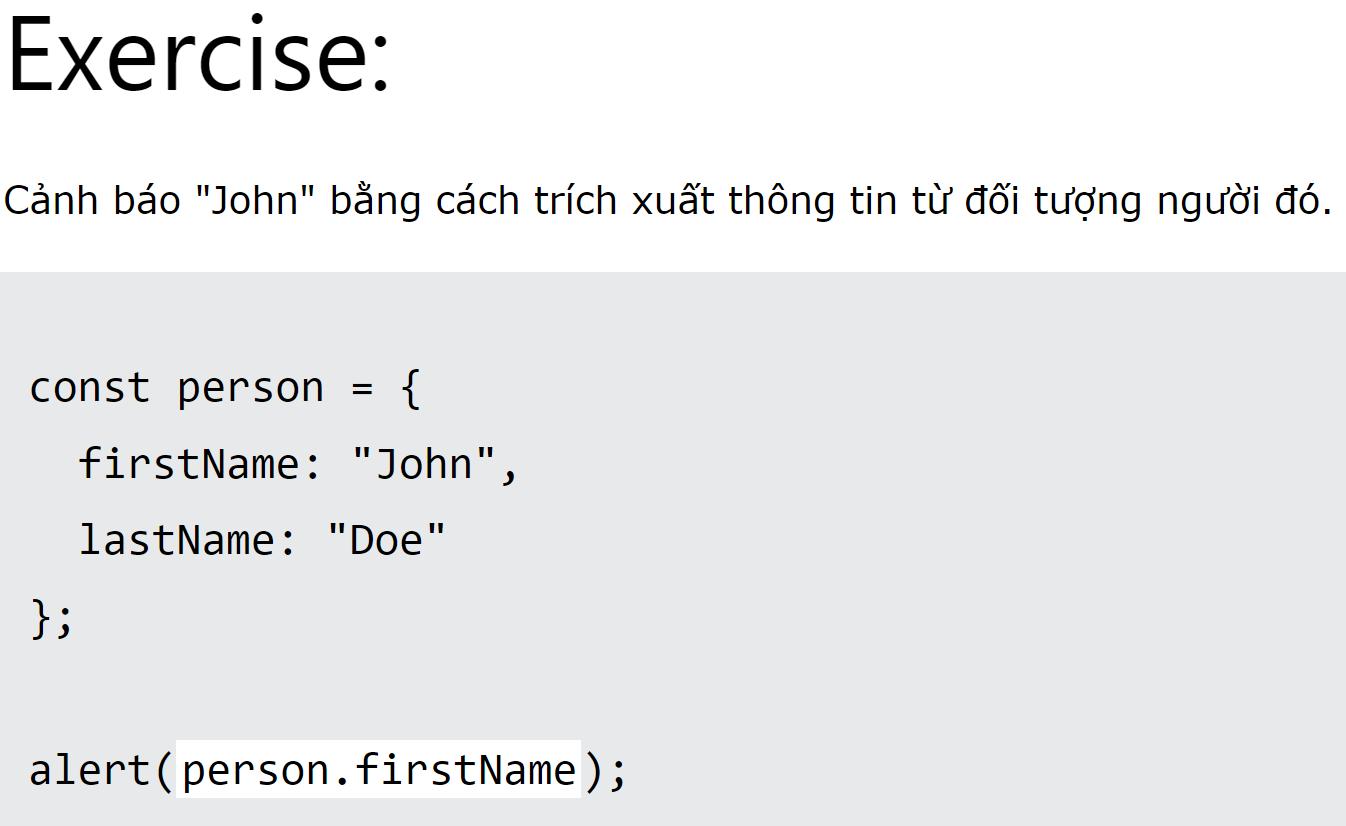 Exercise:
Cảnh báo "John" bằng cách trích xuất thông tin từ đối tượng người đó.
const person = {
  firstName: "John",
  lastName: "Doe"
};
alert(person.firstName);